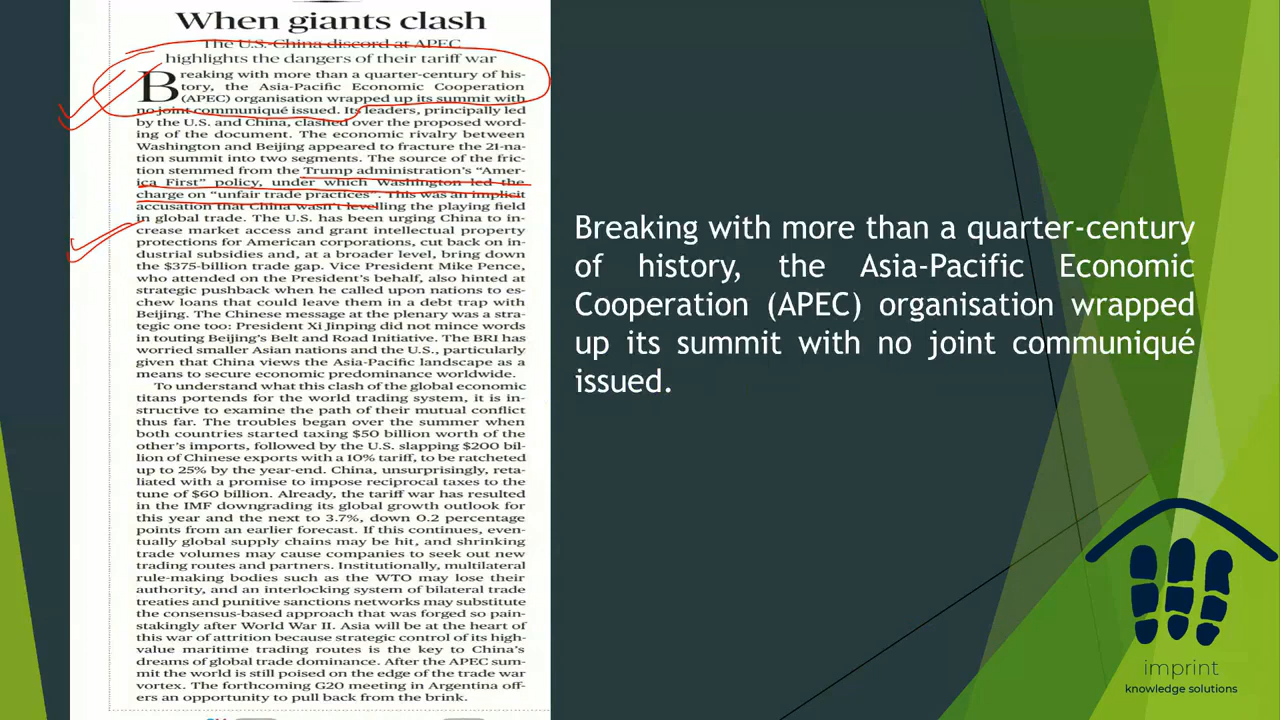 When giants clash
The U.S.-China discord at APEC
highlights the dangers of their tariff war
Breaking with more than a quarter-century of his-
tory, the Asia-Pacific Economic Cooperation
(APEC) organisation wrapped up its summit with
no joint communiqué issued. Its leaders, principally led
by the U.S. and China, clashed over the proposed word-
ing of the document. The economic rivalry between
Washington and Beijing appeared to fracture the 21-na-
tion summit into two segments. The source of the fric-
tion stemmed from the Trump administration's “Amer-
ica First” policy, under which Washington led the
charge on “unfair trade practices”. This was an implicit
accusation that China wasn't levelling the playing field
in global trade. The U.S. has been urging China to in-
crease market access and grant intellectual property
protections for American corporations, cut back on in-
dustrial subsidies and, at a broader level, bring down
the $375-billion trade gap. Vice President Mike Pence,
who attended on the President's behalf, also hinted at
strategic pushback when he called upon nations to es-
chew loans that could leave them in a debt trap with
Beijing. The Chinese message at the plenary was a stra-
tegic one too: President Xi Jinping did not mince words
in touting Beijing's Belt and Road Initiative. The BRI has
worried smaller Asian nations and the U.S., particularly
given that China views the Asia-Pacific landscape as a
means to secure economic predominance worldwide.
To understand what this clash of the global economic
titans portends for the world trading system, it is in-
structive to examine the path of their mutual conflict
thus far. The troubles began over the summer when
both countries started taxing $50 billion worth of the
other's imports, followed by the U.S. slapping $200 bil-
lion of Chinese exports with a 10% tariff, to be ratcheted
up to 25% by the year-end. China, unsurprisingly, reta-
liated with a promise to impose reciprocal taxes to the
tune of $60 billion. Already, the tariff war has resulted
in the IMF downgrading its global growth outlook for
this year and the next to 3.7%, down 0.2 percentage
points from an earlier forecast. If this continues, even-
tually global supply chains may be hit, and shrinking
trade volumes may cause companies to seek out new
trading routes and partners. Institutionally, multilateral
rule-making bodies such as the WTO may lose their
authority, and an interlocking system of bilateral trade
treaties and punitive sanctions networks may substitute
the consensus-based approach that was forged so pain-
stakingly after World War II. Asia will be at the heart of
this war of attrition because strategic control of its high-
value maritime trading routes is the key to China's
dreams of global trade dominance. After the APEC sum-
mit the world is still poised on the edge of the trade war
vortex. The forthcoming G20 meeting in Argentina off-
ers an opportunity to pull back from the brink.
Breaking with more than a quarter-century
of history, the Asia-Pacific Economic
Cooperation (APEC) organisation wrapped
up its summit with no joint communiqué
issued.
imprint
knowledge solutions